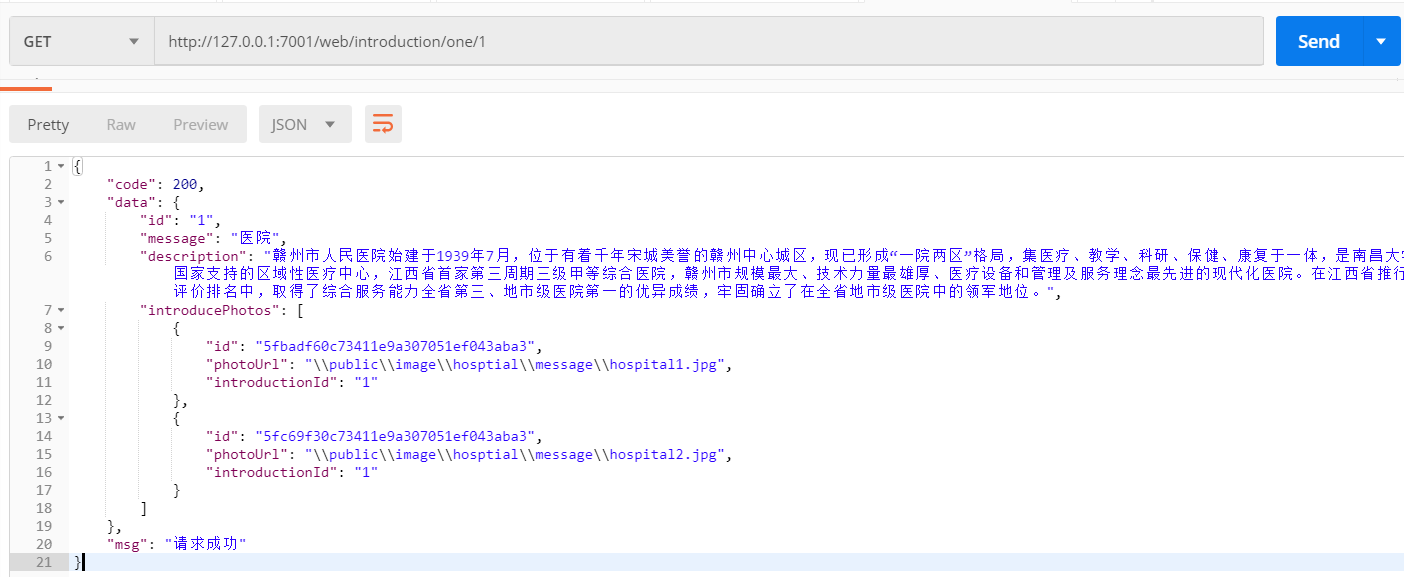 GET http://127.0.0.1:7001/web/introduction/one/1 Send
Pretty Raw Preview JSON
1 {
2 "code": 200,
3 "data": {
4 "id": "1",
5 "message": "医院",
6 "description": "赣州市人民医院始建于1939年7月，位于有着千年宋城美誉的赣州中心城区，现已形成“一院两区”格局，集医疗、教学、科研、保健、康复于一体，是南昌大
国家支持的区域性医疗中心，江西省首家第三周期三级甲等综合医院，赣州市规模最大、技术力量最雄厚、医疗设备和管理及服务理念最先进的现代化医院。在江西省推行
评价排名中，取得了综合服务能力全省第三、地市级医院第一的优异成绩，牢固确立了在全省地市级医院中的领军地位。",
7 "introducePhotos": [
8 {
9 "id": "5fbadf60c73411e9a307051ef043aba3",
10 "photoUrl": "\\public\\image\\hosptial\\message\\hospital1.jpg",
11 "introductionId": "1"
12 },
13 {
14 "id": "5fc69f30c73411e9a307051ef043aba3",
15 "photoUrl": "\\public\\image\\hosptial\\message\\hospital2.jpg",
16 "introductionId": "1"
17 }
18 ]
19 },
20 "msg": "请求成功"
21 }